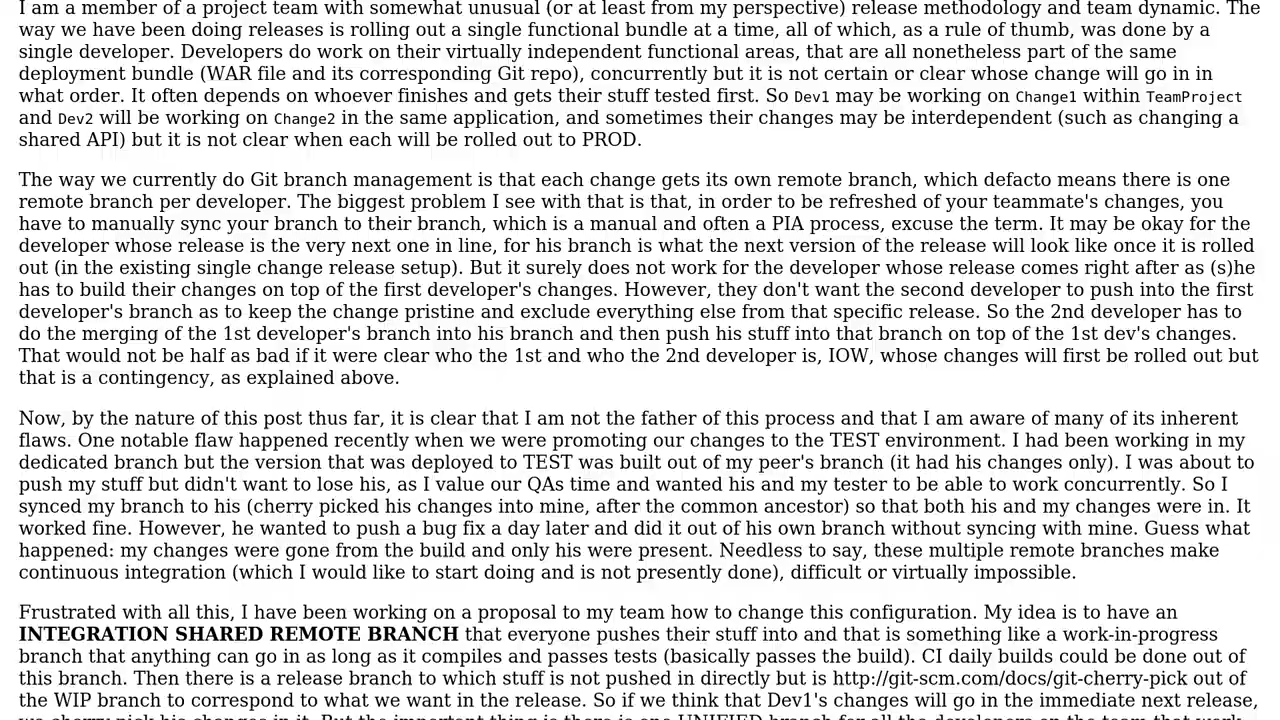 I am a member of a project team with somewhat unusual (or at least from my perspective) release methodology and team dynamic. The
way we have been doing releases is rolling out a single functional bundle at a time, all of which, as a rule of thumb, was done by a
single developer. Developers do work on their virtually independent functional areas, that are all nonetheless part of the same
deployment bundle (WAR file and its corresponding Git repo), concurrently but it is not certain or clear whose change will go in in
what order. It often depends on whoever finishes and gets their stuff tested first. So Dev1 may be working on Change1 within TeamProject
and Dev2 will be working on Change2 in the same application, and sometimes their changes may be interdependent (such as changing a
shared API) but it is not clear when each will be rolled out to PROD.
The way we currently do Git branch management is that each change gets its own remote branch, which defacto means there is one
remote branch per developer. The biggest problem I see with that is that, in order to be refreshed of your teammate's changes, you
have to manually sync your branch to their branch, which is a manual and often a PIA process, excuse the term. It may be okay for the
developer whose release is the very next one in line, for his branch is what the next version of the release will look like once it is rolled
out (in the existing single change release setup). But it surely does not work for the developer whose release comes right after as (s)he
has to build their changes on top of the first developer's changes. However, they don't want the second developer to push into the first
developer's branch as to keep the change pristine and exclude everything else from that specific release. So the 2nd developer has to
do the merging of the 1st developer's branch into his branch and then push his stuff into that branch on top of the 1st dev's changes.
That would not be half as bad if it were clear who the 1st and who the 2nd developer is, IOW, whose changes will first be rolled out but
that is a contingency, as explained above.
Now, by the nature of this post thus far, it is clear that I am not the father of this process and that I am aware of many of its inherent
flaws. One notable flaw happened recently when we were promoting our changes to the TEST environment. I had been working in my
dedicated branch but the version that was deployed to TEST was built out of my peer's branch (it had his changes only). I was about to
push my stuff but didn't want to lose his, as I value our QAs time and wanted his and my tester to be able to work concurrently. So I
synced my branch to his (cherry picked his changes into mine, after the common ancestor) so that both his and my changes were in. It
worked fine. However, he wanted to push a bug fix a day later and did it out of his own branch without syncing with mine. Guess what
happened: my changes were gone from the build and only his were present. Needless to say, these multiple remote branches make
continuous integration (which I would like to start doing and is not presently done), difficult or virtually impossible.
Frustrated with all this, I have been working on a proposal to my team how to change this configuration. My idea is to have an
INTEGRATION SHARED REMOTE BRANCH that everyone pushes their stuff into and that is something like a work-in-progress
branch that anything can go in as long as it compiles and passes tests (basically passes the build). CI daily builds could be done out of
this branch. Then there is a release branch to which stuff is not pushed in directly but is http://git-scm.com/docs/git-cherry-pick out of
the WIP branch to correspond to what we want in the release. So if we think that Dev1's changes will go in the immediate next release,
we cherry pick his changes in it. But the important thing is there is one UNIFIED branch for all the developers on the team that work